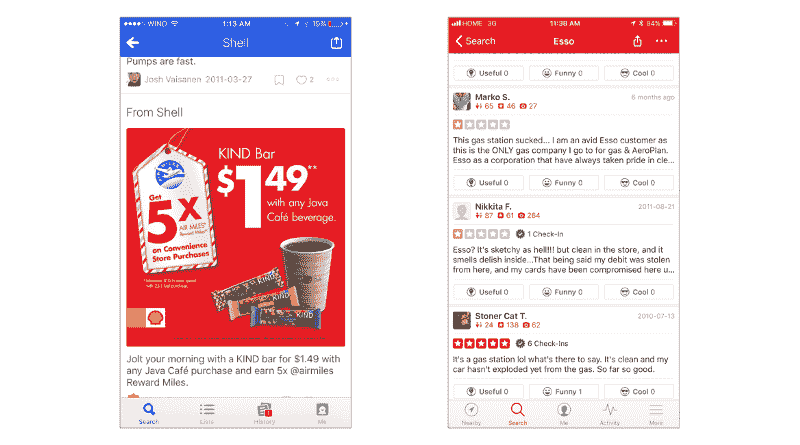 WIND
1:13 AM
15%
Shell
Pumps are fast.
Josh Vaisanen 2011-03-27
2
From Shell
Get
5X
AIR MILES
Reward Miles
on Convenience
Store Purchases
KIND Bar
$1.49**
with any Java
Café beverage.
KIND
KIND
KIND
Jolt your morning with a KIND bar for $1.49 with
any Java Café purchase and earn 5x @airmiles
Reward Miles.
Search
Lists
History
1
Me
HOME 3G
11:38 AM
84%
Search
Esso
Useful 0
Funny 0
Cool 0
Marko S.
6 months ago
65 46 27
This gas station sucked... I am an avid Esso customer as
this is the ONLY gas company I go to for gas & AeroPlan.
Esso as a corporation that have always taken pride in cle...
Useful 0
Funny 0
Cool 0
Nikkita F.
2011-08-21
87 61 264
1 Check-In
Esso? It's sketchy as hell!!! but clean in the store, and it
smells delish inside...That being said my debit was stolen
from here, and my cards have been compromised here u...
Useful 0
Funny 0
Cool 0
Stoner Cat T.
2010-07-13
24 138 62
6 Check-Ins
It's a gas station lol what's there to say. It's clean and my
car hasn't exploded yet from the gas. So far so good.
Useful 0
Funny 1
Cool 0
Nearby
Search
Me
Activity
More